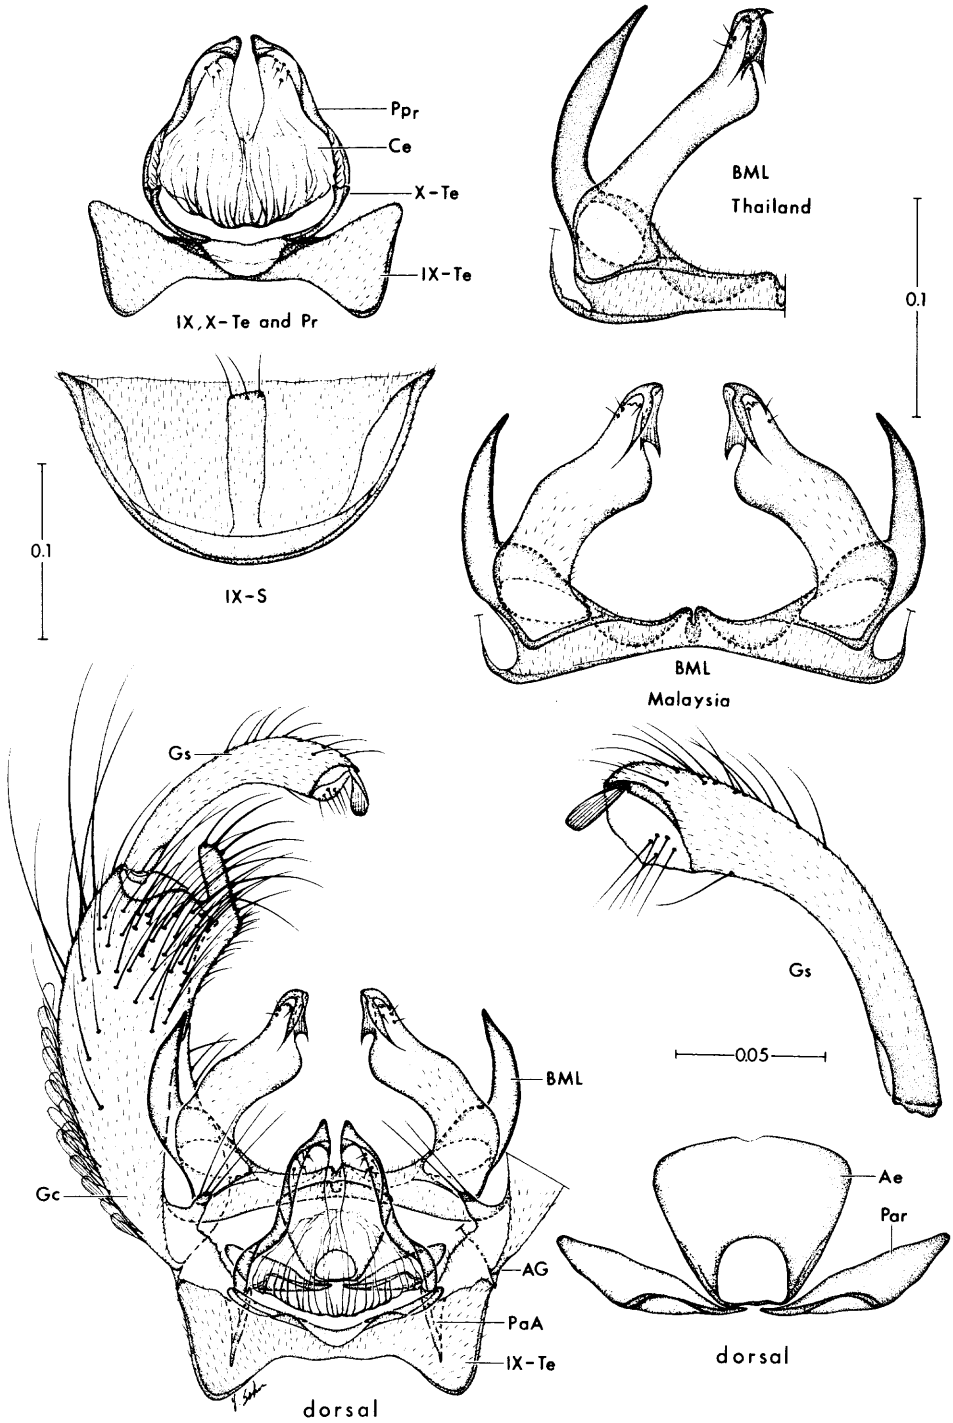 Ppr
Ce
X-Te
IX-Te
IX, X-Te and Pr
BML
Thailand
0.1
0.1
IX-S
BML
Malaysia
Gs
Gs
0.05
BML
Gc
Ae
Par
AG
PaA
IX-Te
dorsal
dorsal